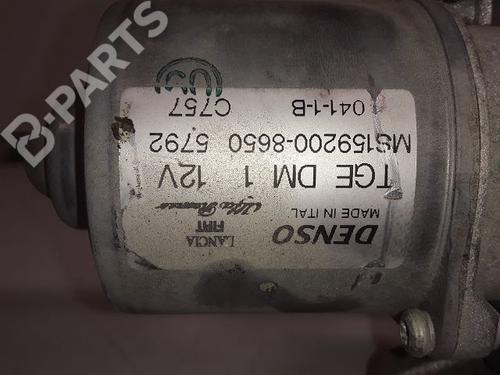 DENSO
MADE IN ITAL
LANCIA
FIAT
Alfa Romeo
TGE DM 1 12V
MS159200-8650 5792
041-1-B
C757
B-PARTS